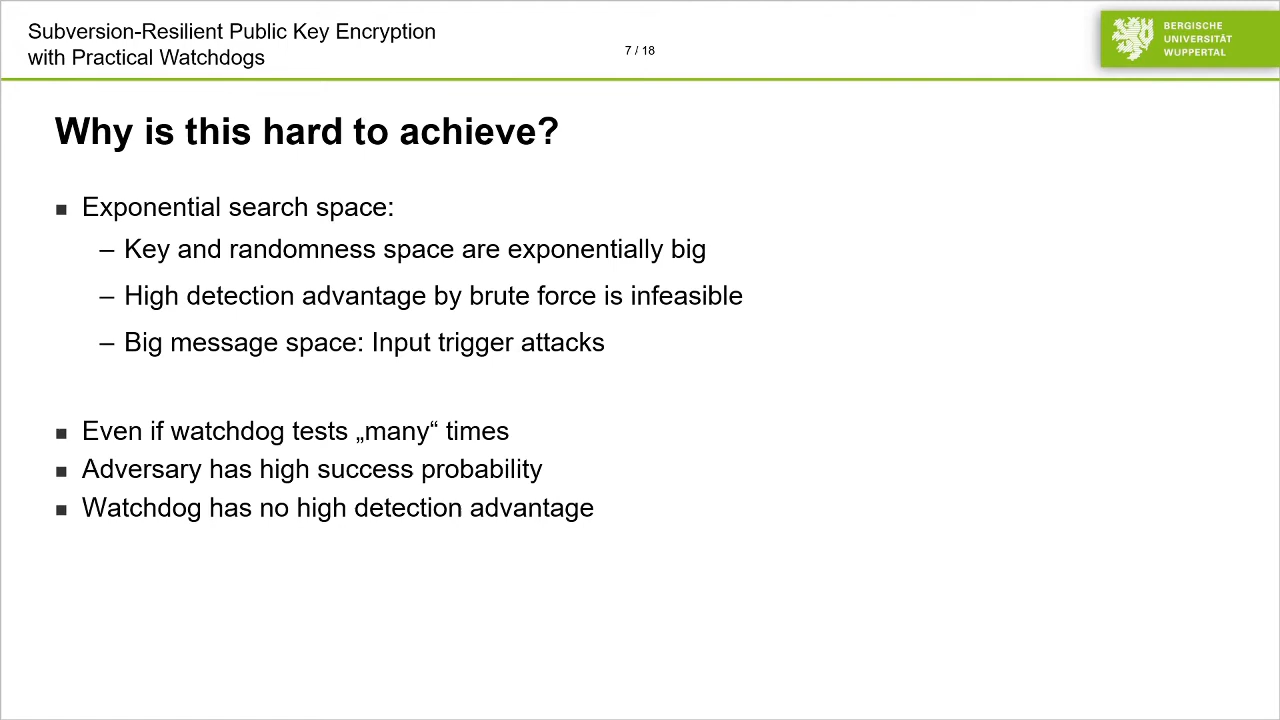 Subversion-Resilient Public Key Encryption
with Practical Watchdogs
7 / 18
BERGISCHE
UNIVERSITÄT
WUPPERTAL
Why is this hard to achieve?
▪ Exponential search space:
– Key and randomness space are exponentially big
– High detection advantage by brute force is infeasible
– Big message space: Input trigger attacks
▪ Even if watchdog tests „many“ times
▪ Adversary has high success probability
▪ Watchdog has no high detection advantage